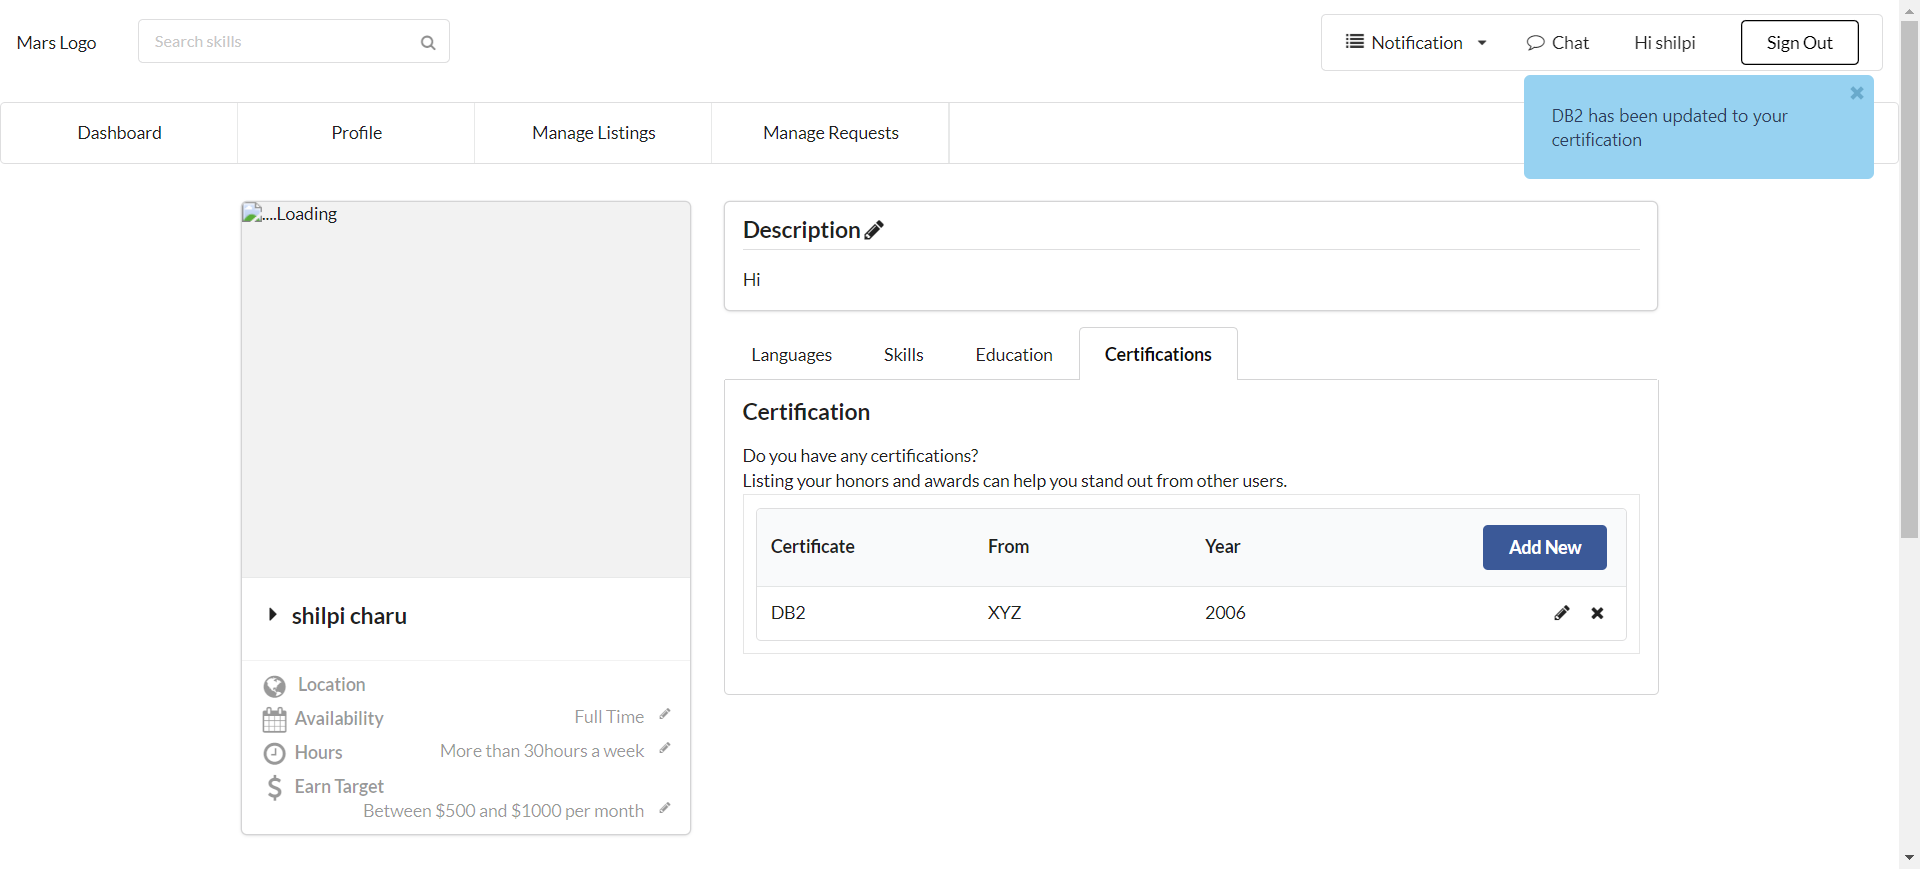 Mars Logo
Search skills
Notification
Chat
Hi shilpi
Sign Out
DB2 has been updated to your
certification
Dashboard
Profile
Manage Listings
Manage Requests
....Loading
shilpi charu
Location
Availability
Full Time
Hours
More than 30hours a week
Earn Target
Between $500 and $1000 per month
Description
Hi
Languages
Skills
Education
Certifications
Certification
Do you have any certifications?
Listing your honors and awards can help you stand out from other users.
Certificate From Year Add New
DB2 XYZ 2006